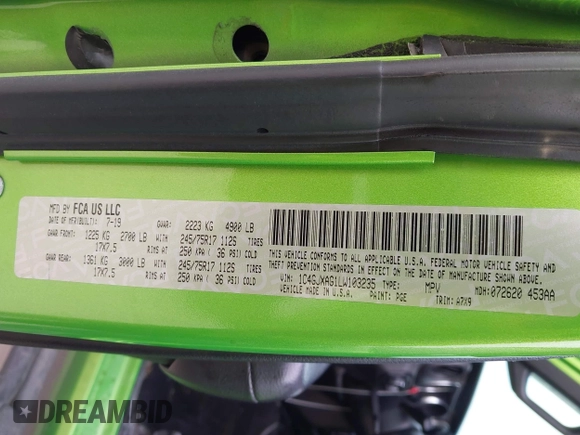 MFD BY FCA US LLC
DATE OF MFR(BUILT): 7-19 GVWR: 2223 KG 4900 LB
GAWR FRONT: 1225 KG 2700 LB WITH 245/75R17 112S TIRES
17X7.5 RIMS AT 250 KPA ( 36 PSI) COLD
GAWR REAR: 1361 KG 3000 LB WITH 245/75R17 112S TIRES
17X7.5 RIMS AT 250 KPA ( 36 PSI) COLD
THIS VEHICLE CONFORMS TO ALL APPLICABLE U.S.A. FEDERAL MOTOR VEHICLE SAFETY AND
THEFT PREVENTION STANDARDS IN EFFECT ON THE DATE OF MANUFACTURE SHOWN ABOVE.
VIN: 1C4GJXAG1LW103235 TYPE: MPV MDH: 072620 453AA
VEHICLE MADE IN U.S.A. PAINT: PGE TRIM: A7X9
DREAMBID